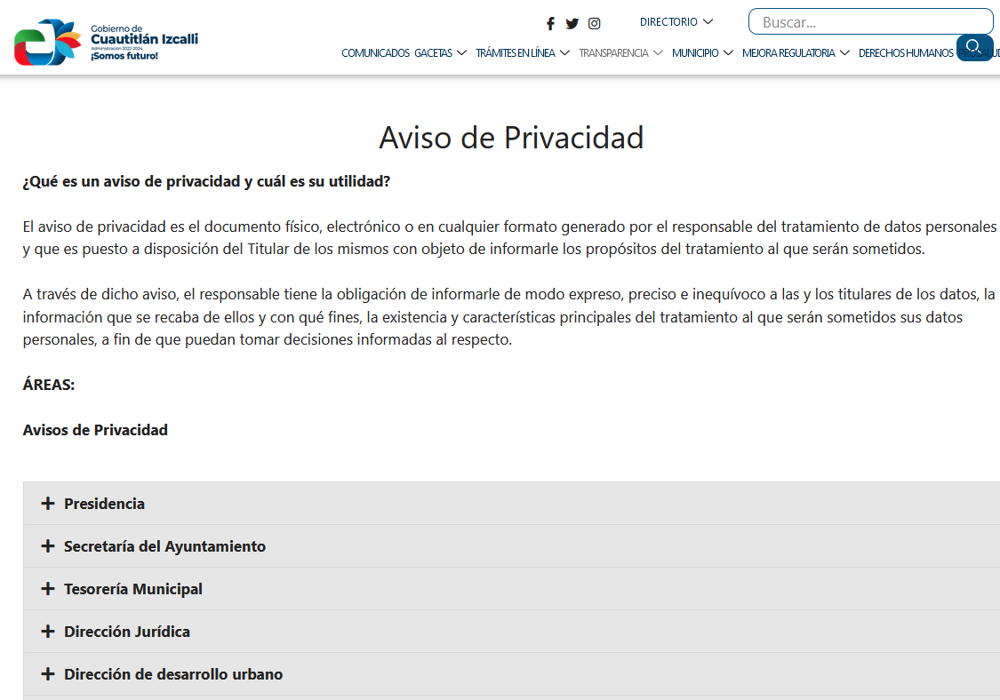 Gobierno de
Cuautitlán Izcalli
Administración 2022-2024
¡Somos futuro!
DIRECTORIO
Buscar...
COMUNICADOS GACETAS TRÁMITES EN LÍNEA TRANSPARENCIA MUNICIPIO MEJORA REGULATORIA DERECHOS HUMANOS
Aviso de Privacidad
¿Qué es un aviso de privacidad y cuál es su utilidad?
El aviso de privacidad es el documento físico, electrónico o en cualquier formato generado por el responsable del tratamiento de datos personales
y que es puesto a disposición del Titular de los mismos con objeto de informarle los propósitos del tratamiento al que serán sometidos.
A través de dicho aviso, el responsable tiene la obligación de informarle de modo expreso, preciso e inequívoco a las y los titulares de los datos, la
información que se recaba de ellos y con qué fines, la existencia y características principales del tratamiento al que serán sometidos sus datos
personales, a fin de que puedan tomar decisiones informadas al respecto.
ÁREAS:
Avisos de Privacidad
Presidencia
Secretaría del Ayuntamiento
Tesorería Municipal
Dirección Jurídica
Dirección de desarrollo urbano